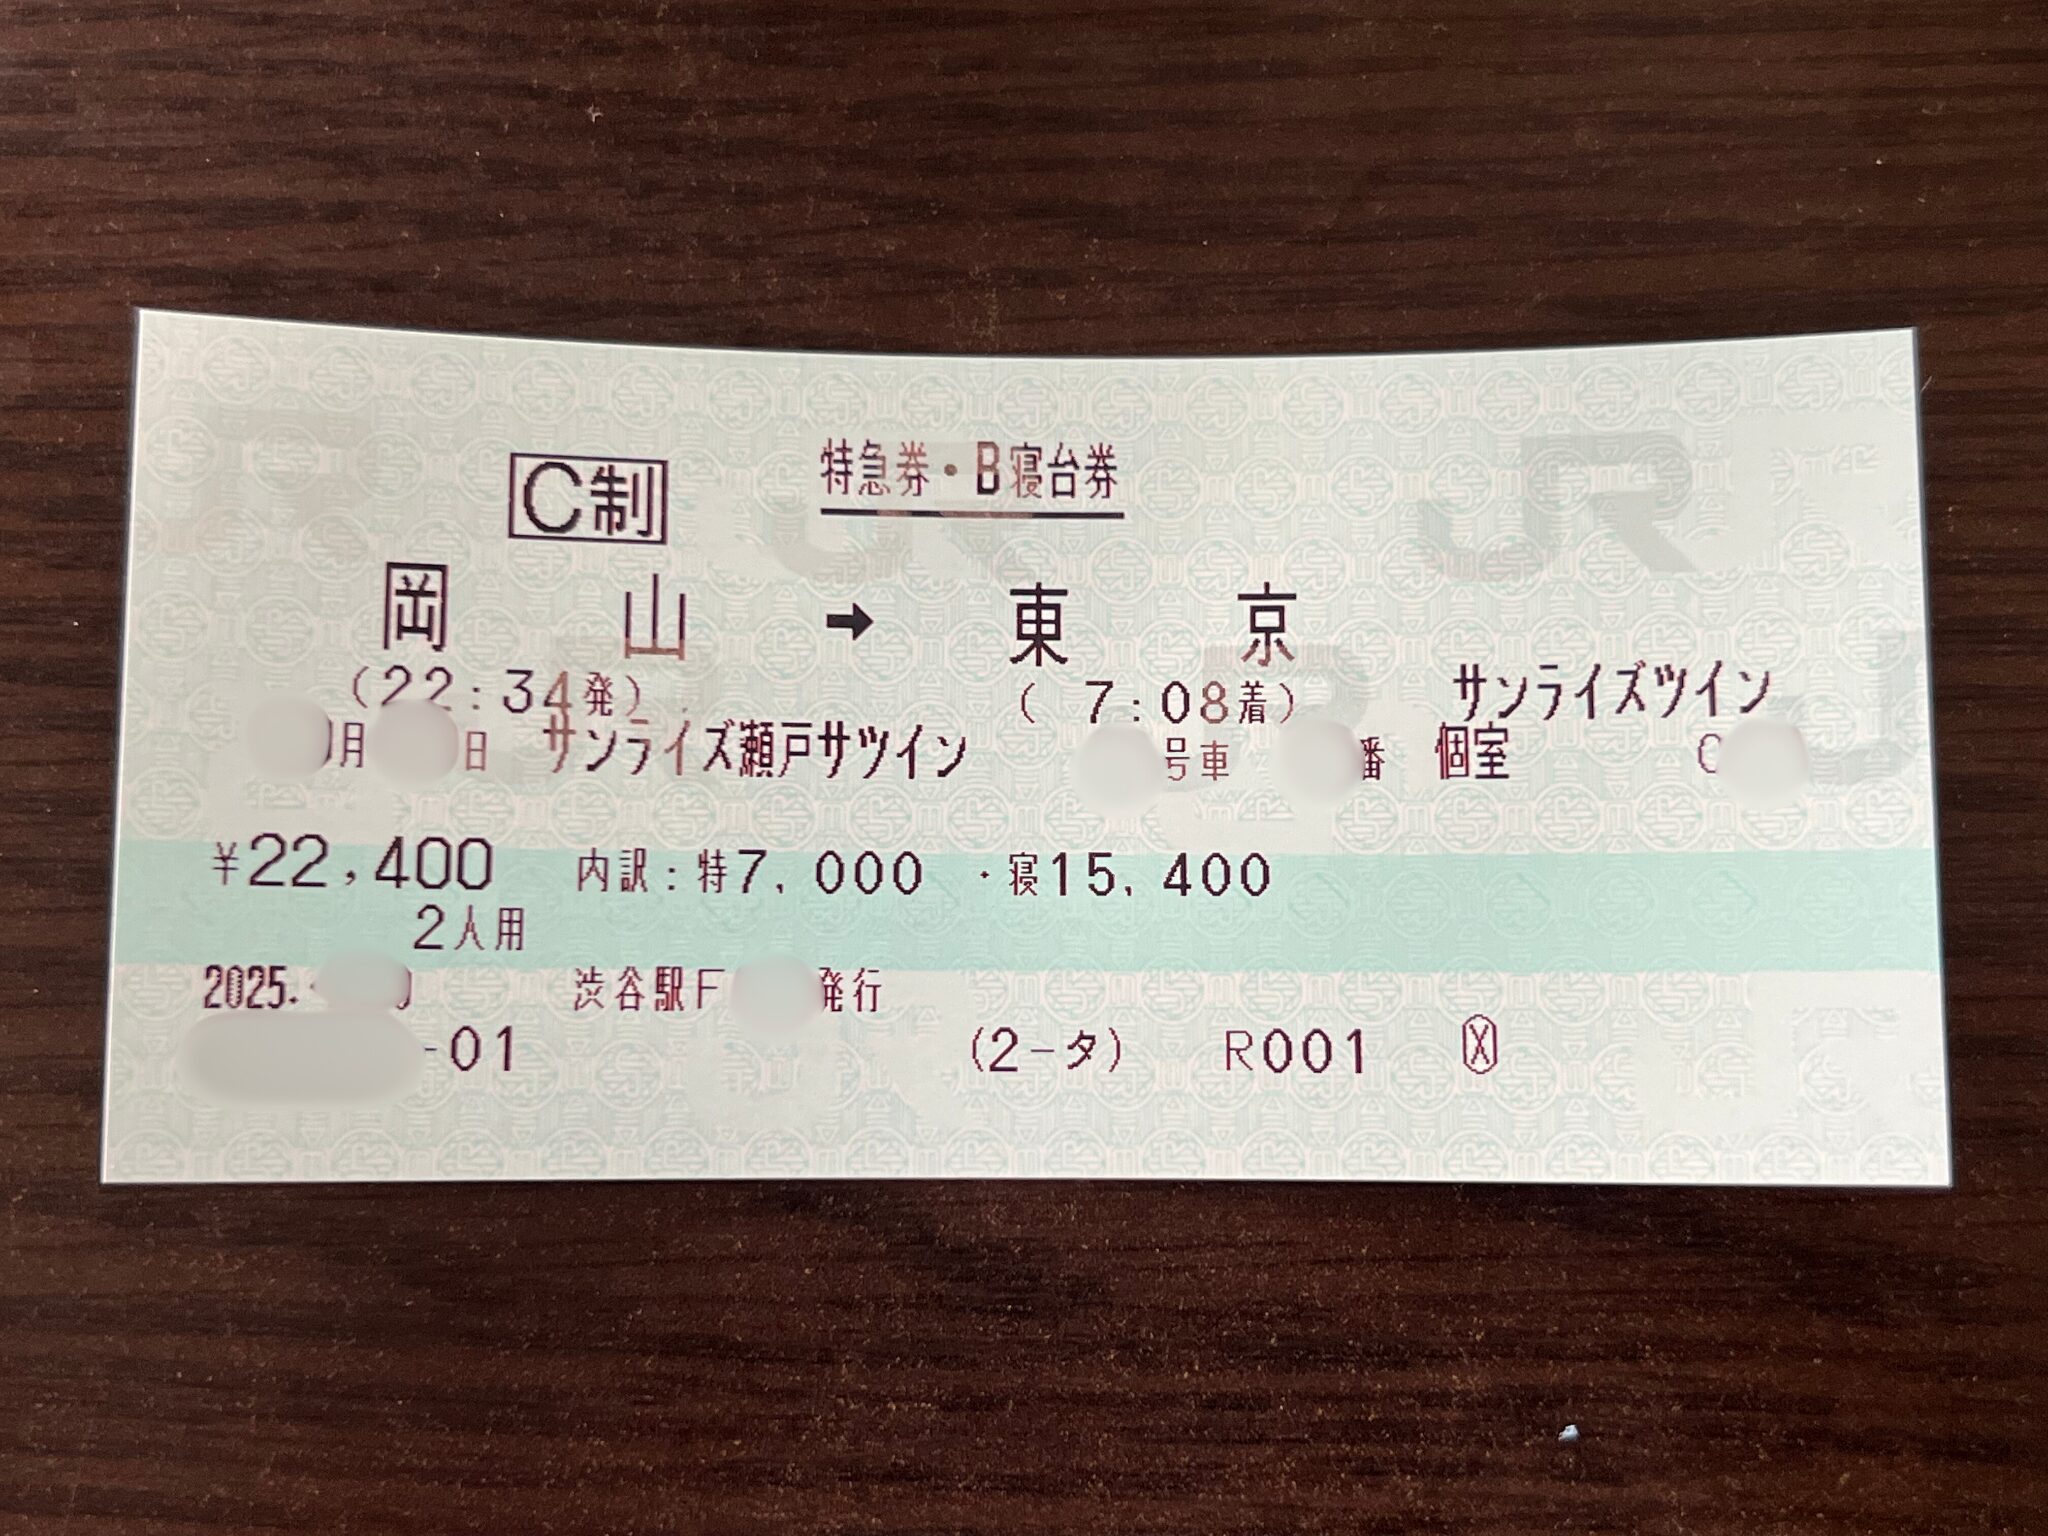 C制 特急券・B寝台券
岡山 ➡ 東京
(22:34発) (7:08着) サンライズツイン
月 日 サンライズ瀬戸サツイン 号車 番 個室
¥22,400 内訳:特7,000・寝15,400
2人用
2025. 渋谷駅F 発行
-01 (2-タ) R001 Ⓧ